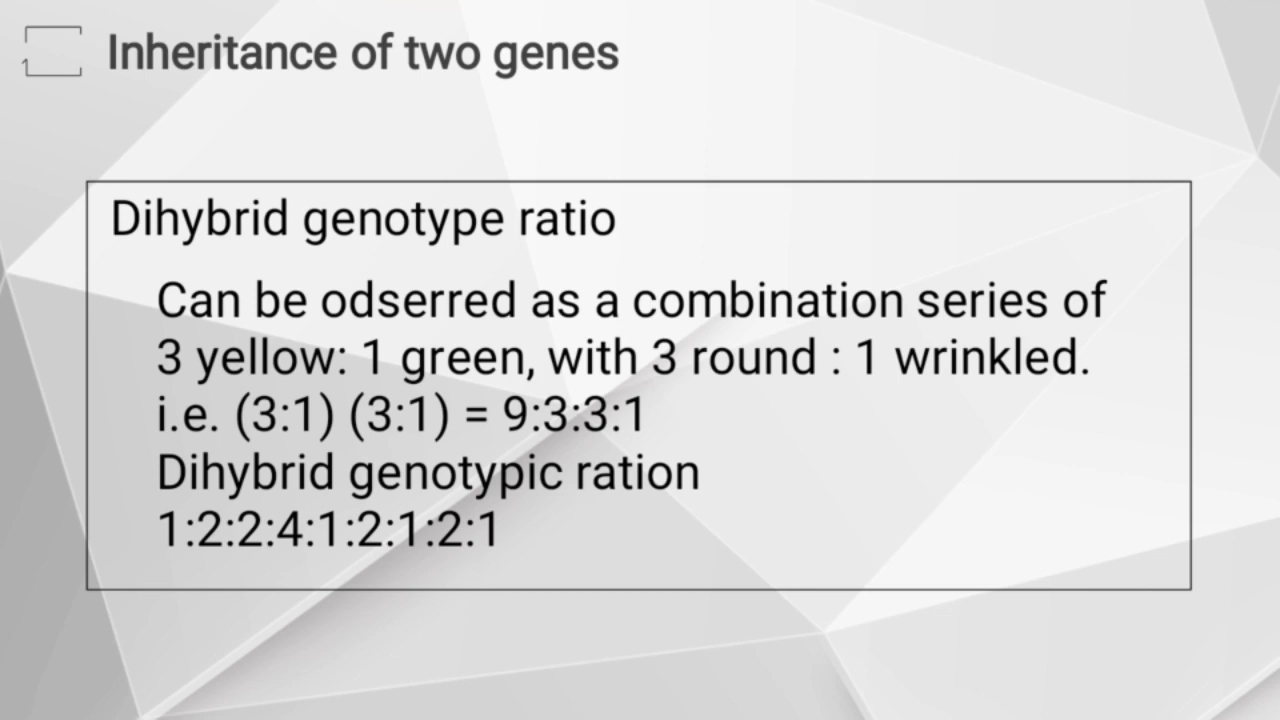 Inheritance of two genes
Dihybrid genotype ratio
Can be odserred as a combination series of
3 yellow: 1 green, with 3 round : 1 wrinkled.
i.e. (3:1) (3:1) = 9:3:3:1
Dihybrid genotypic ration
1:2:2:4:1:2:1:2:1